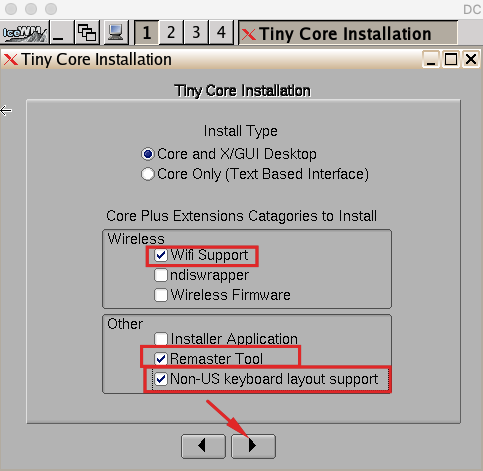 DC
IceWM
1
2
3
4
Tiny Core Installation
Tiny Core Installation
Tiny Core Installation
Install Type
Core and X/GUI Desktop
Core Only (Text Based Interface)
Core Plus Extensions Catagories to Install
Wireless
Wifi Support
ndiswrapper
Wireless Firmware
Other
Installer Application
Remaster Tool
Non-US keyboard layout support